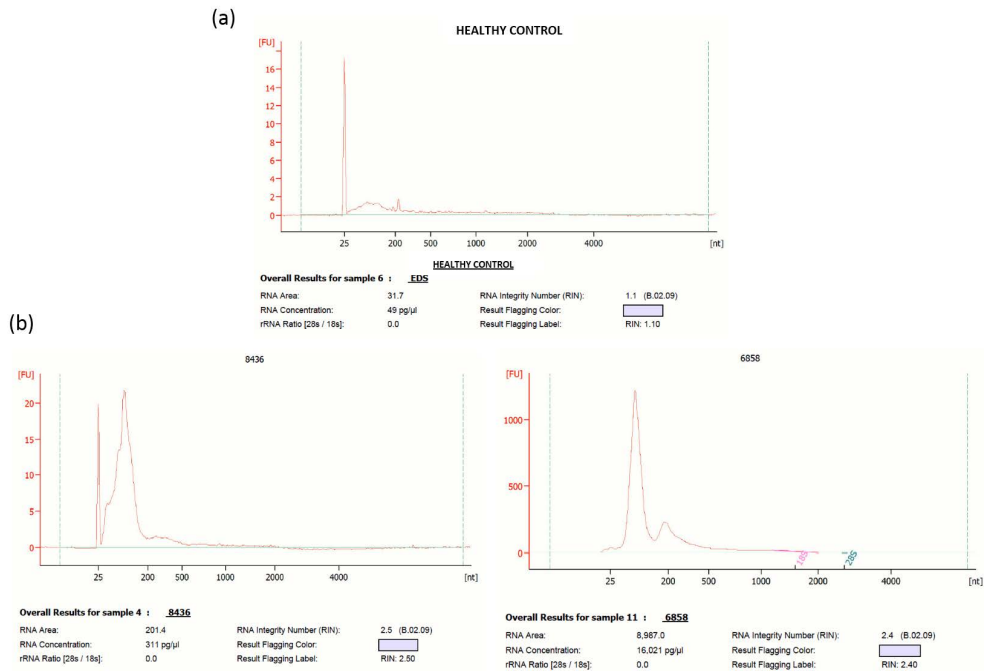 (a)
HEALTHY CONTROL
[FU]
16
14
12
10
8
6
4
2
0
25 200 500 1000 2000 4000 [nt]
HEALTHY CONTROL
Overall Results for sample 6 : EDS
RNA Area: 31.7 RNA Integrity Number (RIN): 1.1 (B.02.09)
RNA Concentration: 49 pg/µl Result Flagging Color:
rRNA Ratio [28s / 18s]: 0.0 Result Flagging Label: RIN: 1.10
(b)
8436
[FU]
20
15
10
5
0
25 200 500 1000 2000 4000 [nt]
Overall Results for sample 4 : 8436
RNA Area: 201.4 RNA Integrity Number (RIN): 2.5 (B.02.09)
RNA Concentration: 311 pg/µl Result Flagging Color:
rRNA Ratio [28s / 18s]: 0.0 Result Flagging Label: RIN: 2.50
6858
[FU]
1000
500
0
18S
28S
25 200 500 1000 2000 4000 [nt]
Overall Results for sample 11 : 6858
RNA Area: 8,987.0 RNA Integrity Number (RIN): 2.4 (B.02.09)
RNA Concentration: 16,021 pg/µl Result Flagging Color:
rRNA Ratio [28s / 18s]: 0.0 Result Flagging Label: RIN: 2.40